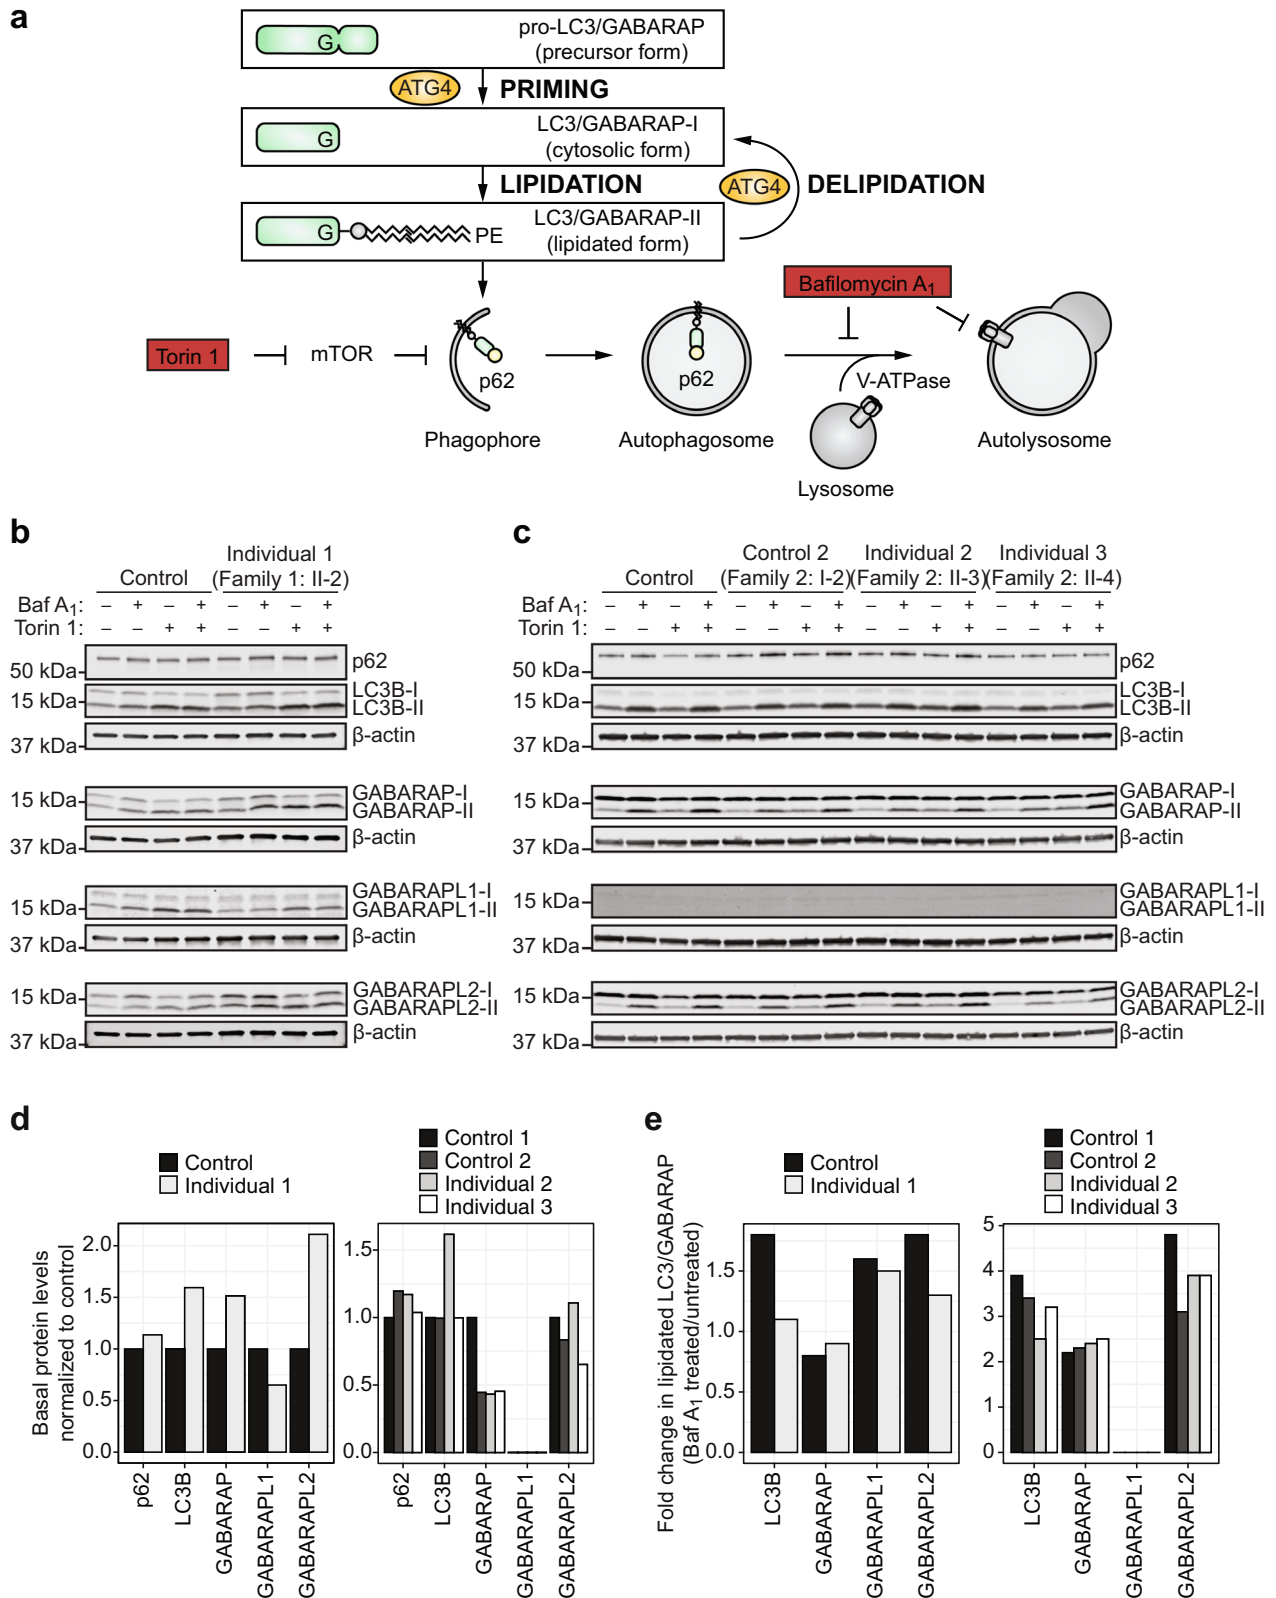 a
pro-LC3/GABARAP
(precursor form)
G
ATG4
PRIMING
LC3/GABARAP-I
(cytosolic form)
G
LIPIDATION
ATG4
DELIPIDATION
LC3/GABARAP-II
(lipidated form)
G
PE
Bafilomycin A1
Torin 1
mTOR
p62
p62
V-ATPase
Phagophore
Autophagosome
Autolysosome
Lysosome
b
Control
Individual 1
(Family 1: II-2)
Baf A1: – + – + – + – +
Torin 1: – – + + – – + +
50 kDa
p62
15 kDa
LC3B-I
LC3B-II
37 kDa
β-actin
15 kDa
GABARAP-I
GABARAP-II
37 kDa
β-actin
15 kDa
GABARAPL1-I
GABARAPL1-II
37 kDa
β-actin
15 kDa
GABARAPL2-I
GABARAPL2-II
37 kDa
β-actin
c
Control
Control 2
(Family 2: I-2)
Individual 2
(Family 2: II-3)
Individual 3
(Family 2: II-4)
Baf A1: – + – + – + – + – + – + – + – +
Torin 1: – – + + – – + + – – + + – – + +
50 kDa
p62
15 kDa
LC3B-I
LC3B-II
37 kDa
β-actin
15 kDa
GABARAP-I
GABARAP-II
37 kDa
β-actin
15 kDa
GABARAPL1-I
GABARAPL1-II
37 kDa
β-actin
15 kDa
GABARAPL2-I
GABARAPL2-II
37 kDa
β-actin
d
Control
Individual 1
Basal protein levels
normalized to control
2.0
1.5
1.0
0.5
0.0
p62
LC3B
GABARAP
GABARAPL1
GABARAPL2
Control 1
Control 2
Individual 2
Individual 3
1.5
1.0
0.5
0.0
p62
LC3B
GABARAP
GABARAPL1
GABARAPL2
e
Control
Individual 1
Fold change in lipidated LC3/GABARAP
(Baf A1 treated/untreated)
1.5
1.0
0.5
0.0
LC3B
GABARAP
GABARAPL1
GABARAPL2
Control 1
Control 2
Individual 2
Individual 3
5
4
3
2
1
0
LC3B
GABARAP
GABARAPL1
GABARAPL2